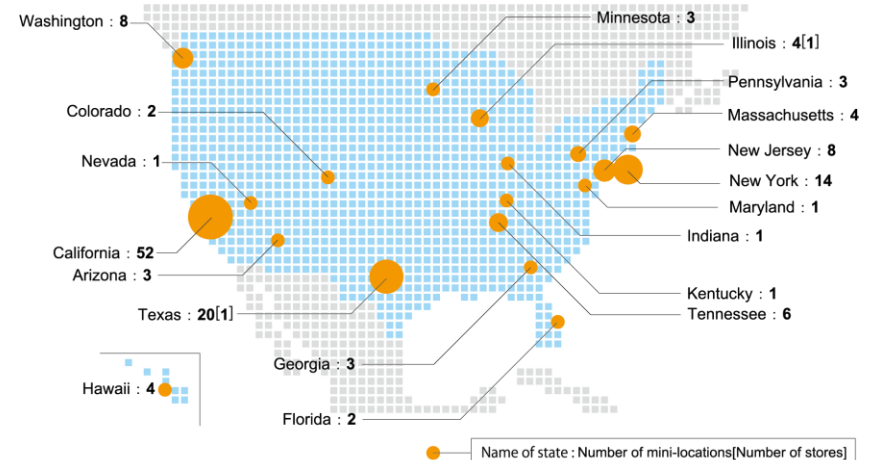 Washington : 8
Minnesota : 3
Illinois : 4[1]
Pennsylvania : 3
Colorado : 2
Massachusetts : 4
Nevada : 1
New Jersey : 8
New York : 14
Maryland : 1
Indiana : 1
California : 52
Arizona : 3
Kentucky : 1
Texas : 20[1]
Tennessee : 6
Georgia : 3
Hawaii : 4
Florida : 2
Name of state : Number of mini-locations[Number of stores]